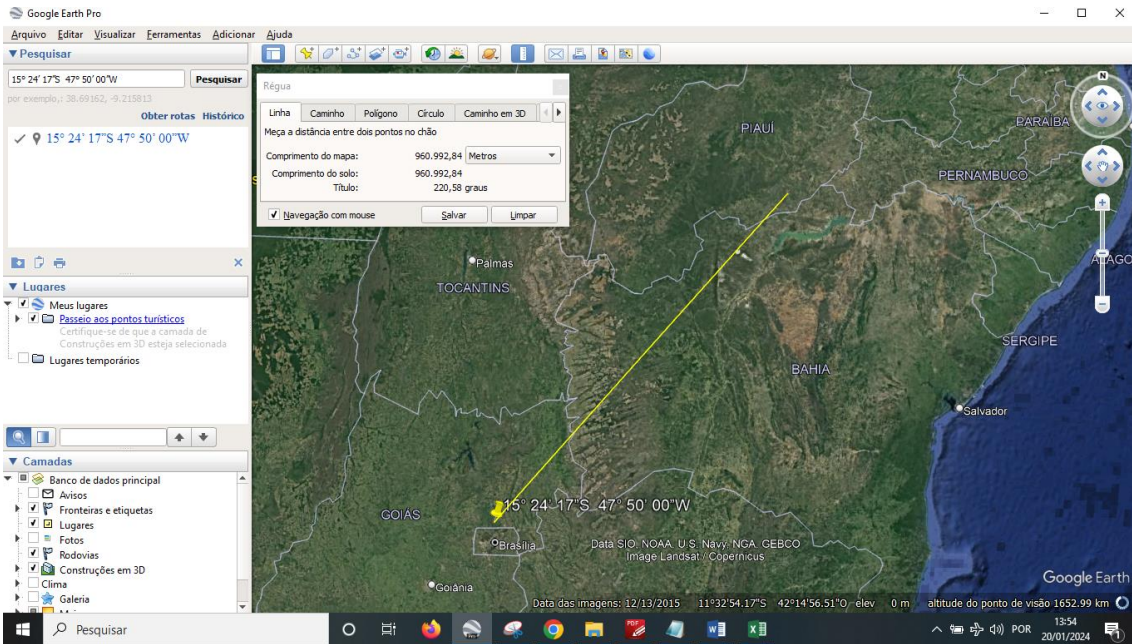 Google Earth Pro
Arquivo Editar Visualizar Ferramentas Adicionar Ajuda
Pesquisar
15° 24' 17"S 47° 50' 00"W
Pesquisar
por exemplo,: 38.69162, -9.215813
Obter rotas Histórico
15° 24' 17"S 47° 50' 00"W
Lugares
Meus lugares
Passeio aos pontos turísticos
Certifique-se de que a camada de
Construções em 3D esteja selecionada
Lugares temporários
Camadas
Banco de dados principal
Avisos
Fronteiras e etiquetas
Lugares
Fotos
Rodovias
Construções em 3D
Clima
Galeria
Régua
Linha Caminho Polígono Círculo Caminho em 3D
Meça a distância entre dois pontos no chão
Comprimento do mapa: 960.992,84 Metros
Comprimento do solo: 960.992,84
Título: 220,58 graus
Navegação com mouse Salvar Limpar
N
PIAUÍ
PARAÍBA
PERNAMBUCO
ALAGO
Palmas
TOCANTINS
SERGIPE
BAHIA
Salvador
15° 24' 17"S 47° 50' 00"W
GOIÁS
Brasília
Data SIO, NOAA, U.S. Navy, NGA, GEBCO
Image Landsat / Copernicus
Goiânia
Google Earth
Data das imagens: 12/13/2015 11°32'54.17"S 42°14'56.51"O elev 0 m altitude do ponto de visão 1652.99 km
Pesquisar
PDF
POR
13:54
20/01/2024